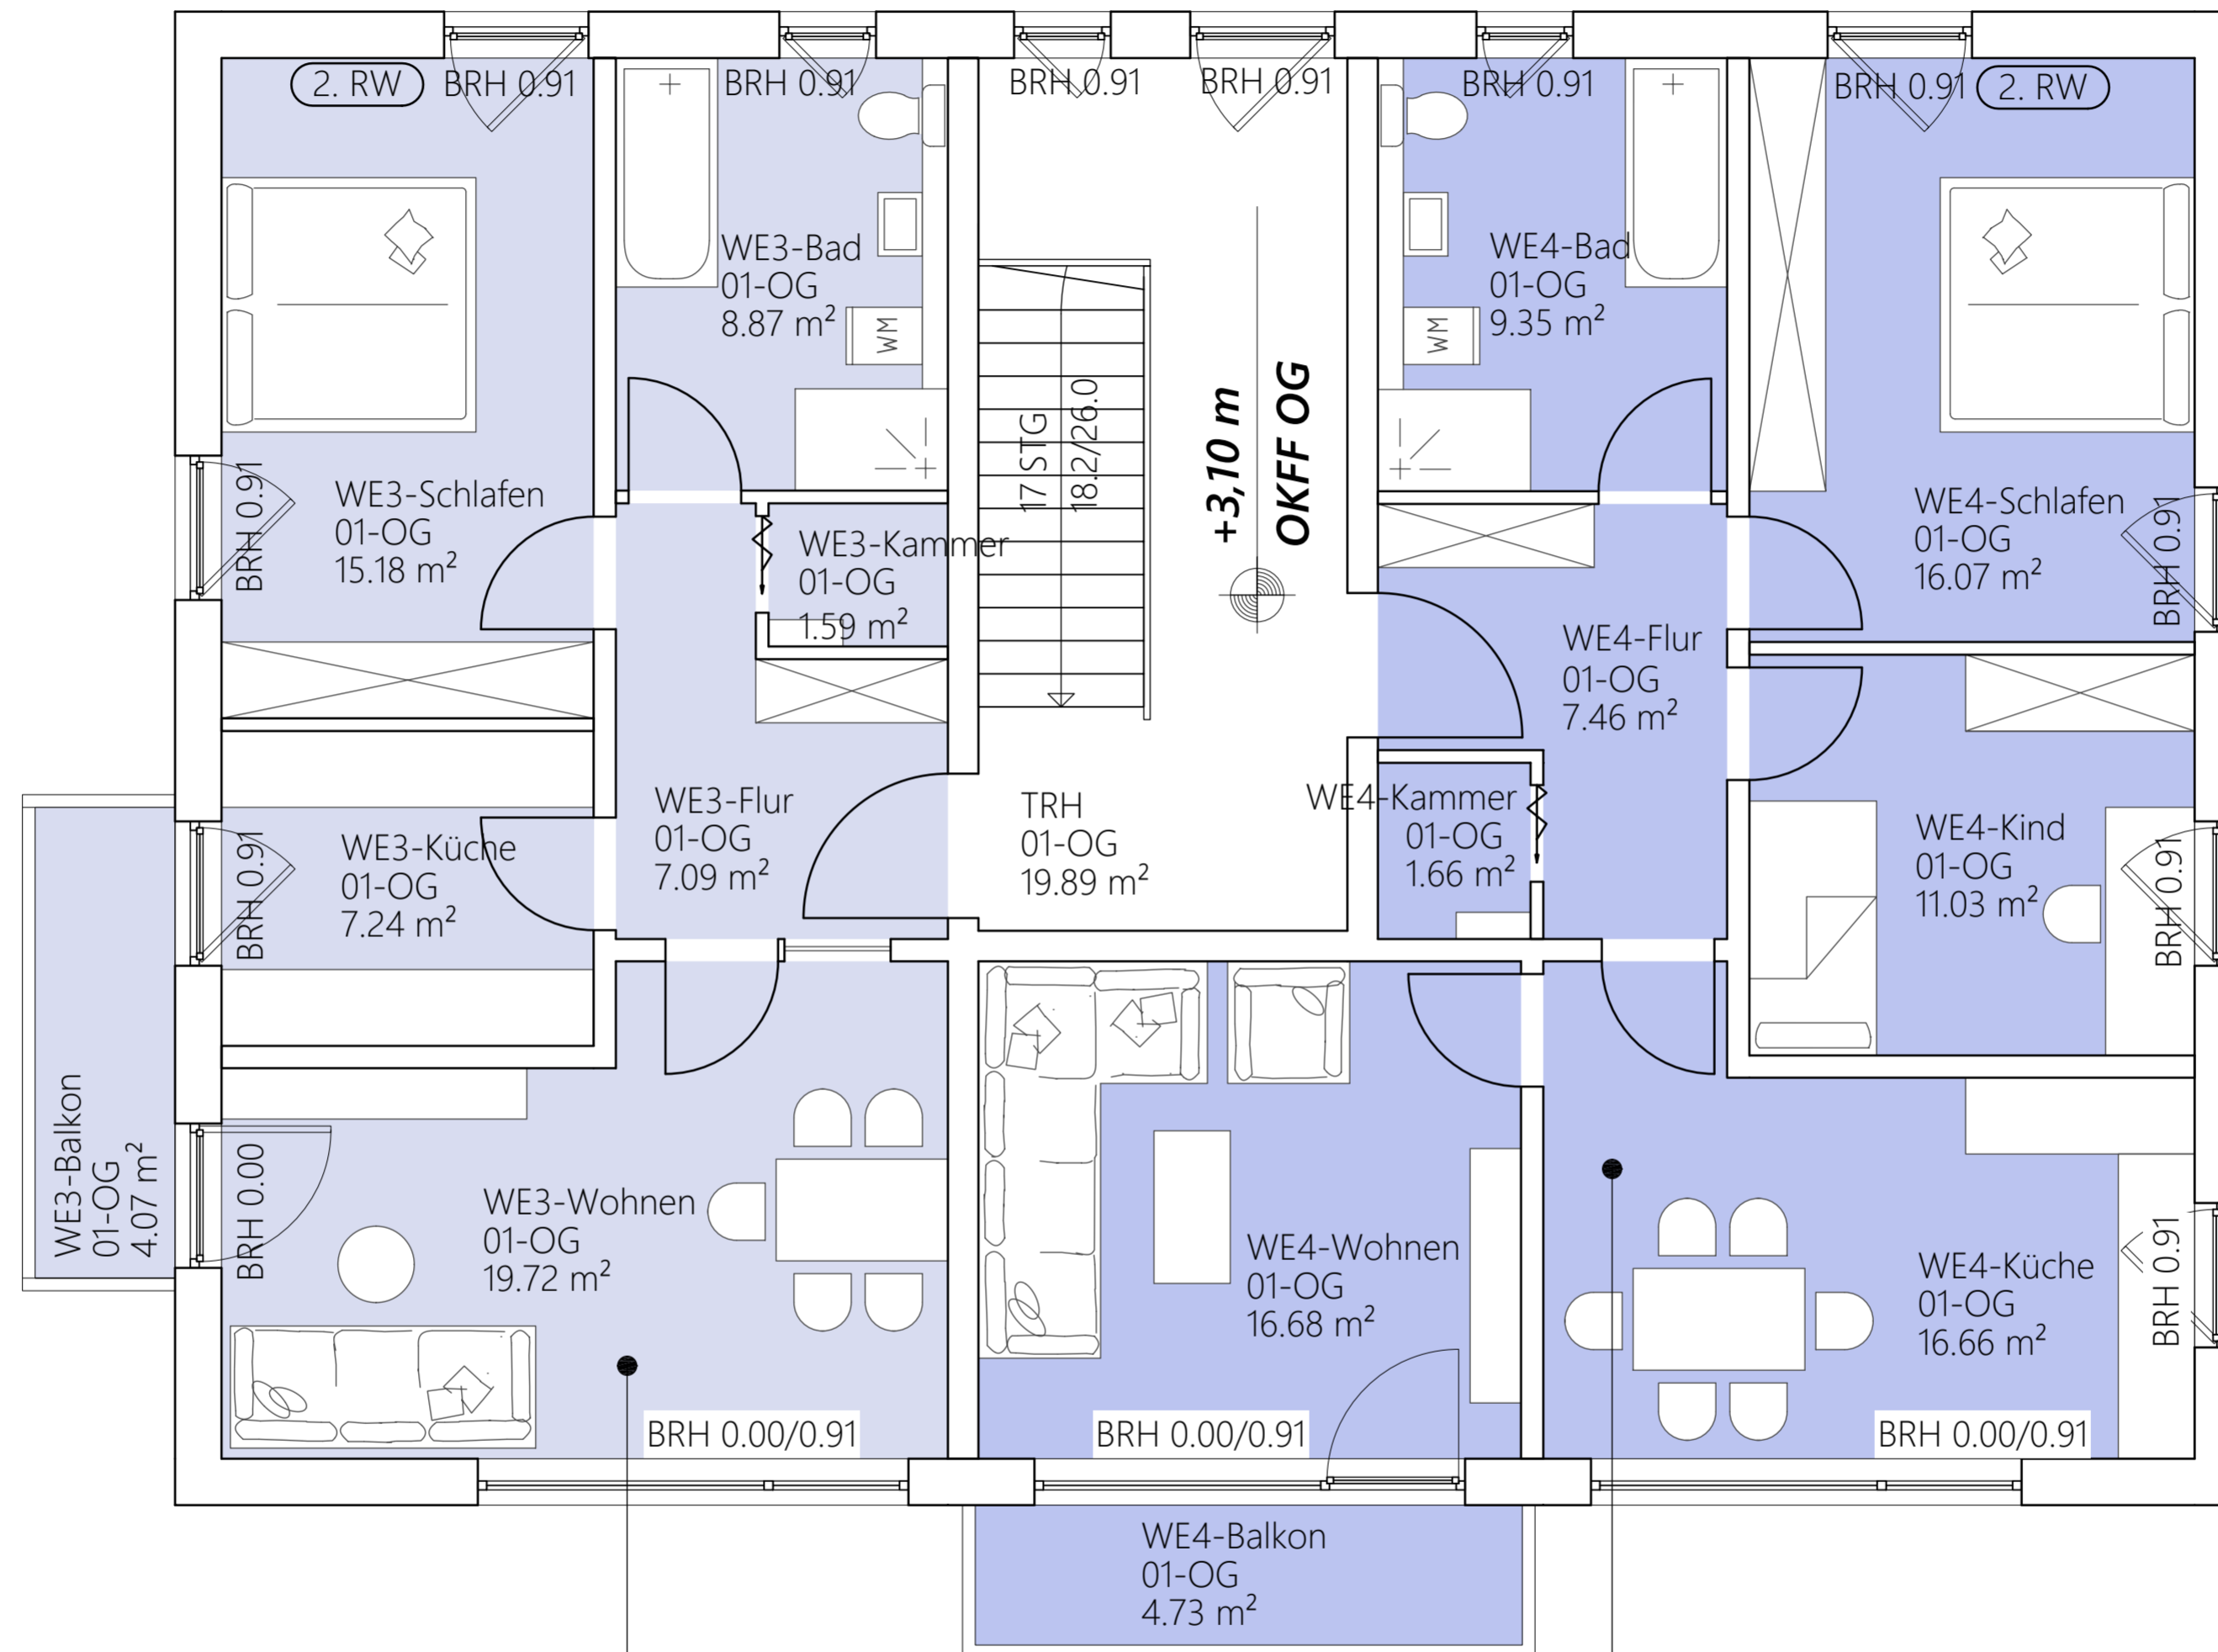 2. RW
BRH 0.91
BRH 0.91
BRH 0.91
BRH 0.91
BRH 0.91
BRH 0.91
2. RW
WE3-Bad
01-OG
8.87 m²
WM
WE4-Bad
01-OG
9.35 m²
WM
17 STG
18.2/26.0
+3,10 m
OKFF OG
BRH 0.91
WE3-Schlafen
01-OG
15.18 m²
WE3-Kammer
01-OG
1.59 m²
WE4-Schlafen
01-OG
16.07 m²
BRH 0.91
WE4-Flur
01-OG
7.46 m²
BRH 0.91
WE3-Küche
01-OG
7.24 m²
WE3-Flur
01-OG
7.09 m²
TRH
01-OG
19.89 m²
WE4-Kammer
01-OG
1.66 m²
WE4-Kind
01-OG
11.03 m²
BRH 0.91
WE3-Balkon
01-OG
4.07 m²
BRH 0.00
WE3-Wohnen
01-OG
19.72 m²
WE4-Wohnen
01-OG
16.68 m²
WE4-Küche
01-OG
16.66 m²
BRH 0.91
BRH 0.00/0.91
BRH 0.00/0.91
BRH 0.00/0.91
WE4-Balkon
01-OG
4.73 m²